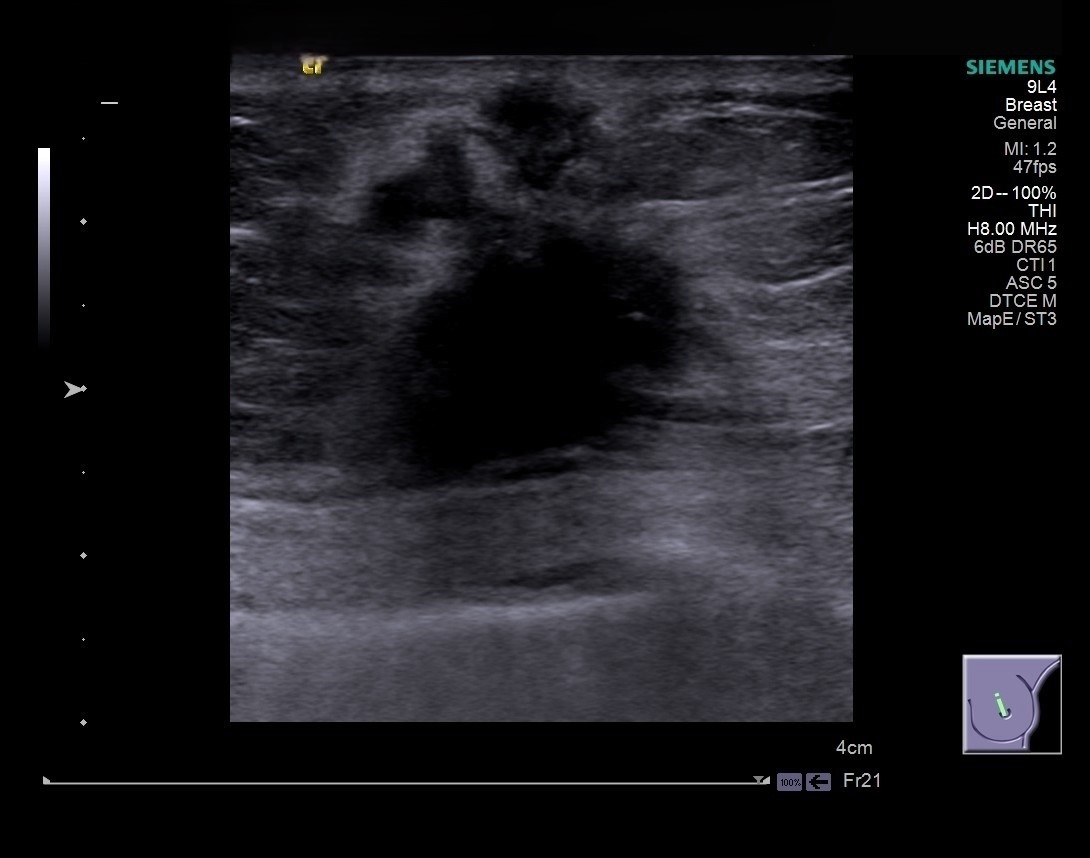 SIEMENS
9L4
Breast
General
MI: 1.2
47fps
2D--100%
THI
H8.00 MHz
6dB DR65
CTI 1
ASC 5
DTCE M
MapE / ST3
4cm
100%
Fr21